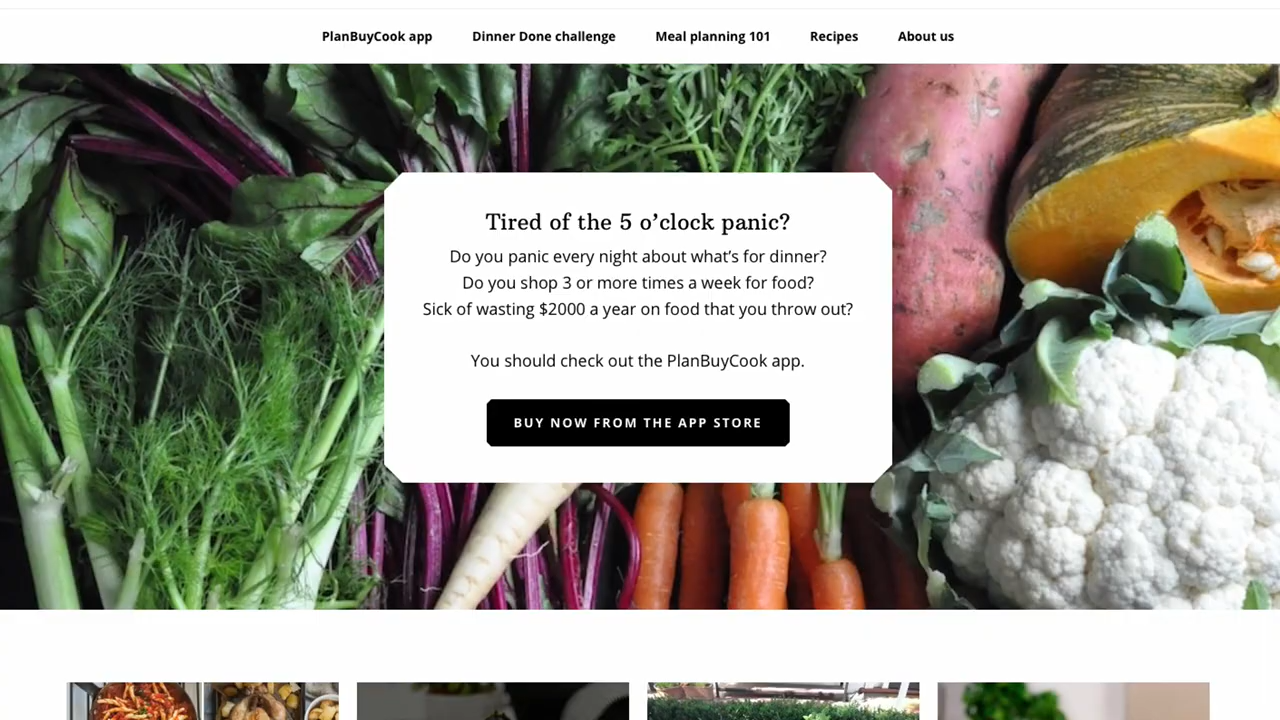 PlanBuyCook app
Dinner Done challenge
Meal planning 101
Recipes
About us
Tired of the 5 o’clock panic?
Do you panic every night about what’s for dinner?
Do you shop 3 or more times a week for food?
Sick of wasting $2000 a year on food that you throw out?
You should check out the PlanBuyCook app.
BUY NOW FROM THE APP STORE